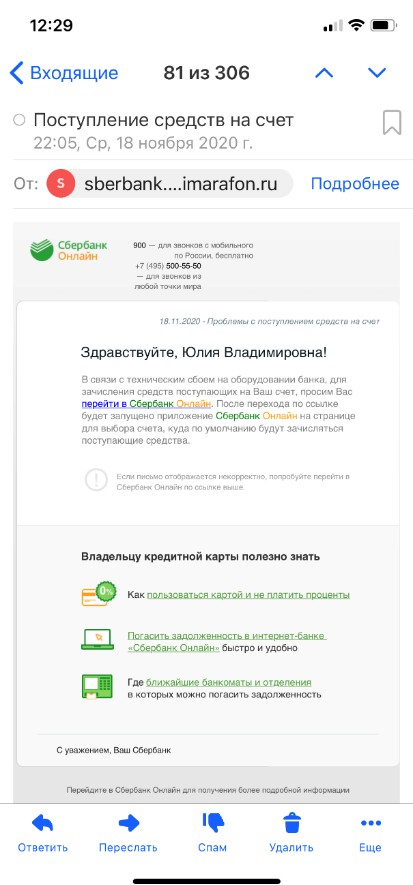 12:29
Входящие 81 из 306
Поступление средств на счет
22:05, Ср, 18 ноября 2020 г.
От: S sberbank....imarafon.ru Подробнее
Сбербанк
Онлайн
900 — для звонков с мобильного
по России, бесплатно
+7 (495) 500-55-50
— для звонков из
любой точки мира
18.11.2020 - Проблемы с поступлением средств на счет
Здравствуйте, Юлия Владимировна!
В связи с техническим сбоем на оборудовании банка, для
зачисления средств поступающих на Ваш счет, просим Вас
перейти в Сбербанк Онлайн. После перехода по ссылке
будет запущено приложение Сбербанк Онлайн на странице
для выбора счета, куда по умолчанию будут зачисляться
поступающие средства.
Если письмо отображается некорректно, попробуйте перейти в
Сбербанк Онлайн по ссылке выше.
Владельцу кредитной карты полезно знать
0%
Как пользоваться картой и не платить проценты
Погасить задолженность в интернет-банке
«Сбербанк Онлайн» быстро и удобно
Где ближайшие банкоматы и отделения
в которых можно погасить задолженность
С уважением, Ваш Сбербанк
Перейдите в Сбербанк Онлайн для получения более подробной информации
Ответить Переслать Спам Удалить Еще